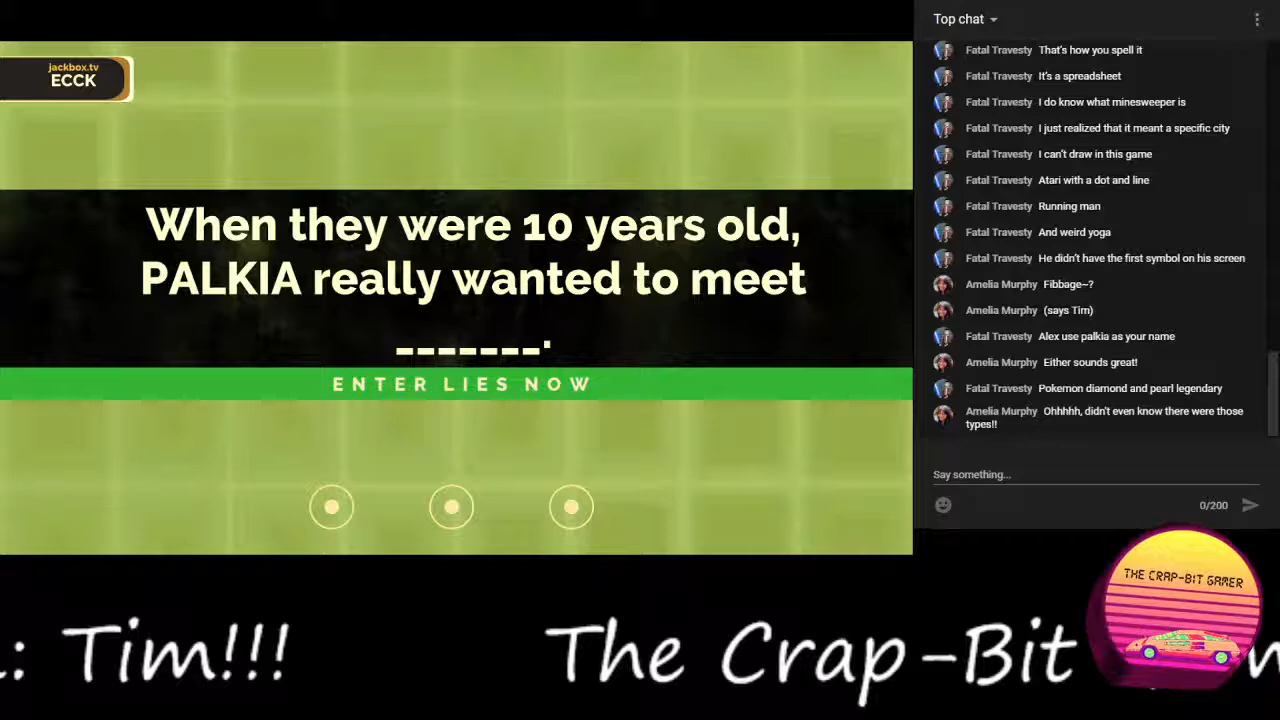 jackbox.tv
ECCK
When they were 10 years old,
PALKIA really wanted to meet
_______.
ENTER LIES NOW
Top chat
Fatal Travesty That's how you spell it
Fatal Travesty It's a spreadsheet
Fatal Travesty I do know what minesweeper is
Fatal Travesty I just realized that it meant a specific city
Fatal Travesty I can't draw in this game
Fatal Travesty Atari with a dot and line
Fatal Travesty Running man
Fatal Travesty And weird yoga
Fatal Travesty He didn't have the first symbol on his screen
Amelia Murphy Fibbage~?
Amelia Murphy (says Tim)
Fatal Travesty Alex use palkia as your name
Amelia Murphy Either sounds great!
Fatal Travesty Pokemon diamond and pearl legendary
Amelia Murphy Ohhhhh, didn't even know there were those
types!!
Say something...
0/200
THE CRAP-BIT GAMER
: Tim!!! The Crap-Bit